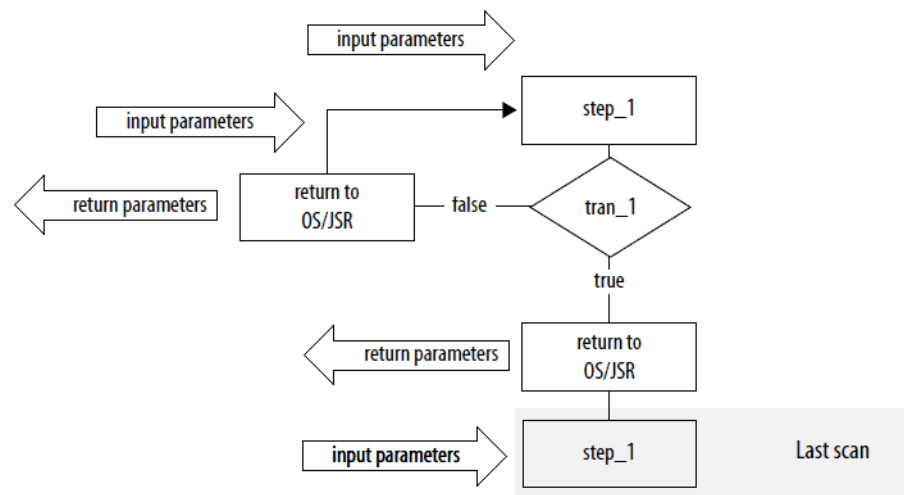 input parameters
step_1
input parameters
return to
OS/JSR
return parameters
false
tran_1
true
return to
OS/JSR
return parameters
input parameters
step_1
Last scan